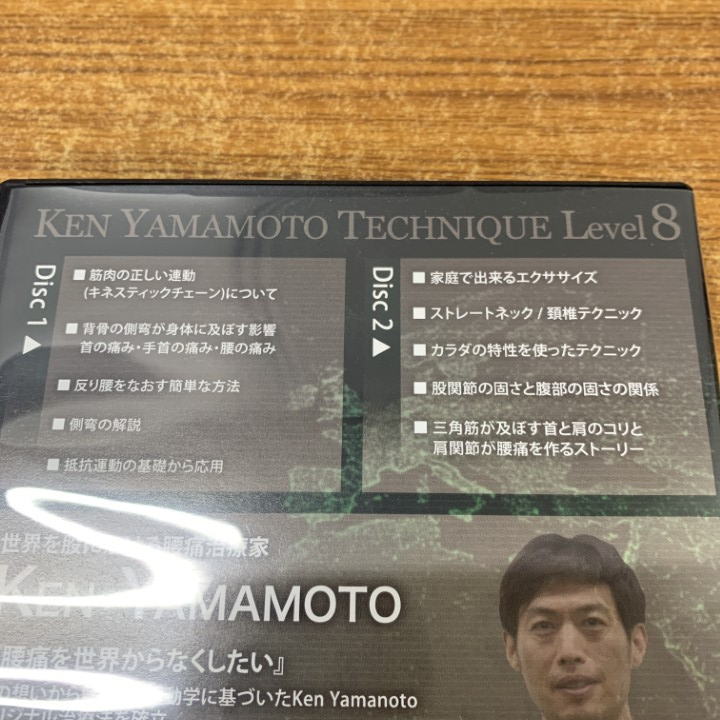 KEN YAMAMOTO TECHNIQUE Level 8
Disc 1 ▲
■ 筋肉の正しい連動
(キネスティックチェーン)について
■ 背骨の側弯が身体に及ぼす影響
首の痛み・手首の痛み・腰の痛み
■ 反り腰をなおす簡単な方法
■ 側弯の解説
■ 抵抗運動の基礎から応用
Disc 2 ▲
■ 家庭で出来るエクササイズ
■ ストレートネック / 頚椎テクニック
■ カラダの特性を使ったテクニック
■ 股関節の固さと腹部の固さの関係
■ 三角筋が及ぼす首と肩のコリと
肩関節が腰痛を作るストーリー
世界を股に 腰痛治療家
KEN YAMAMOTO
腰痛を世界からなくしたい』
の想いから 動学に基づいたKen Yamanoto